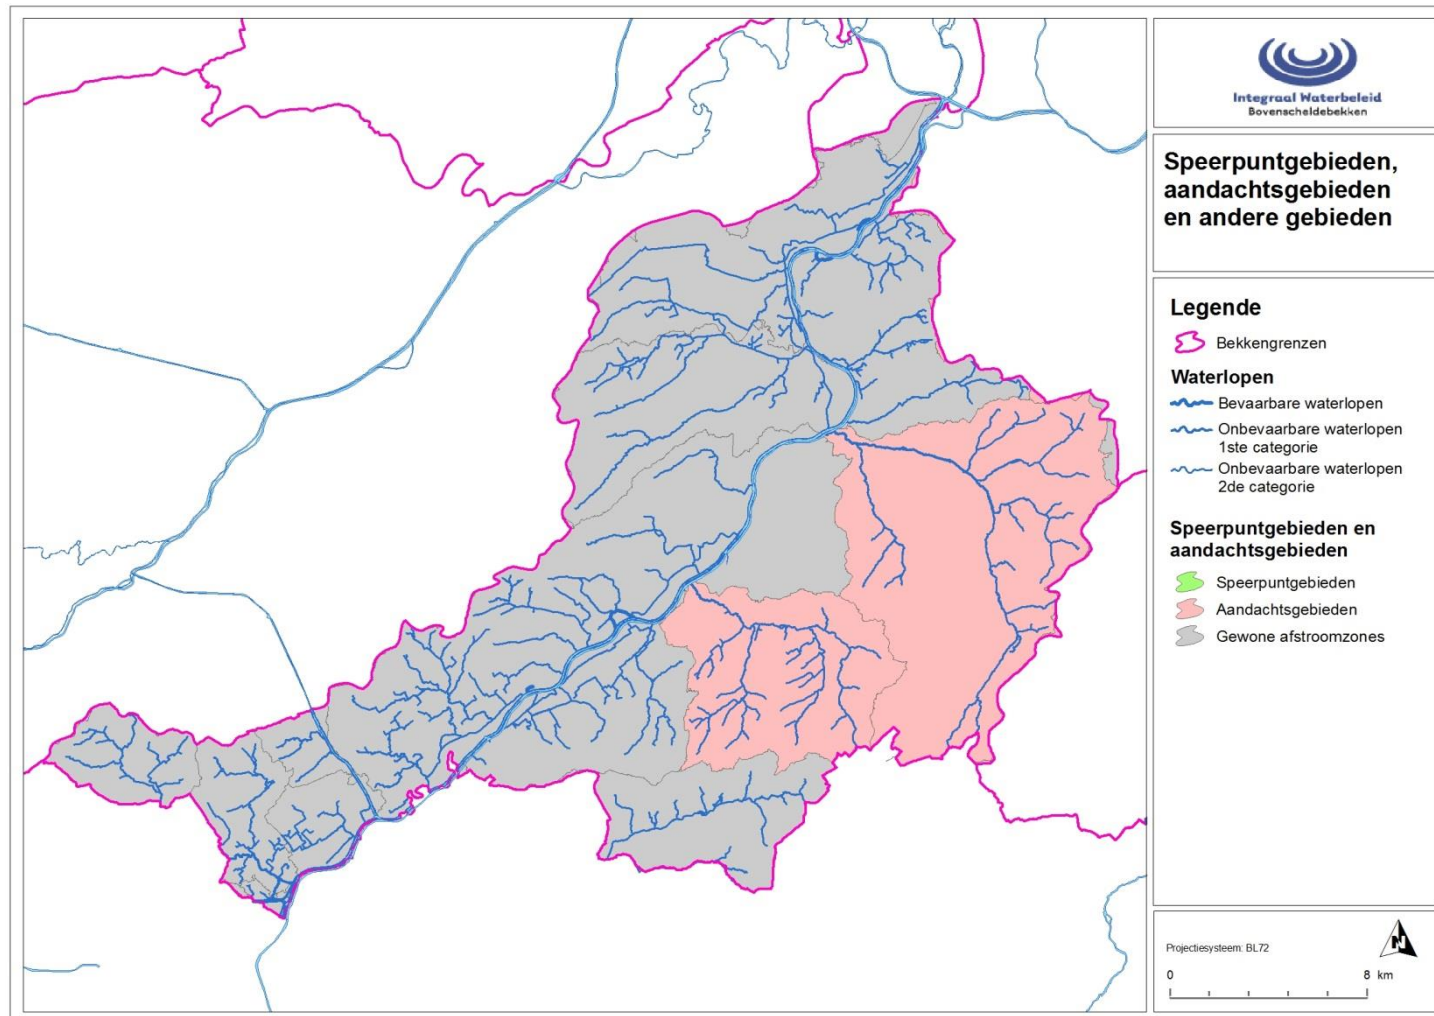 Integraal Waterbeleid
Bovenscheldebekken
Speerpuntgebieden,
aandachtsgebieden
en andere gebieden
Legende
Bekkengrenzen
Waterlopen
Bevaarbare waterlopen
Onbevaarbare waterlopen
1ste categorie
Onbevaarbare waterlopen
2de categorie
Speerpuntgebieden en
aandachtsgebieden
Speerpuntgebieden
Aandachtsgebieden
Gewone afstroomzones
Projectiesysteem: BL72
N
0 8 km